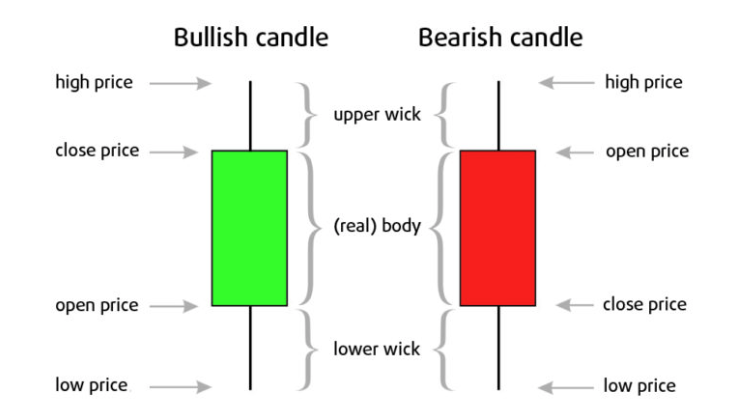 Bullish candle
Bearish candle
high price
high price
upper wick
close price
open price
(real) body
open price
close price
lower wick
low price
low price